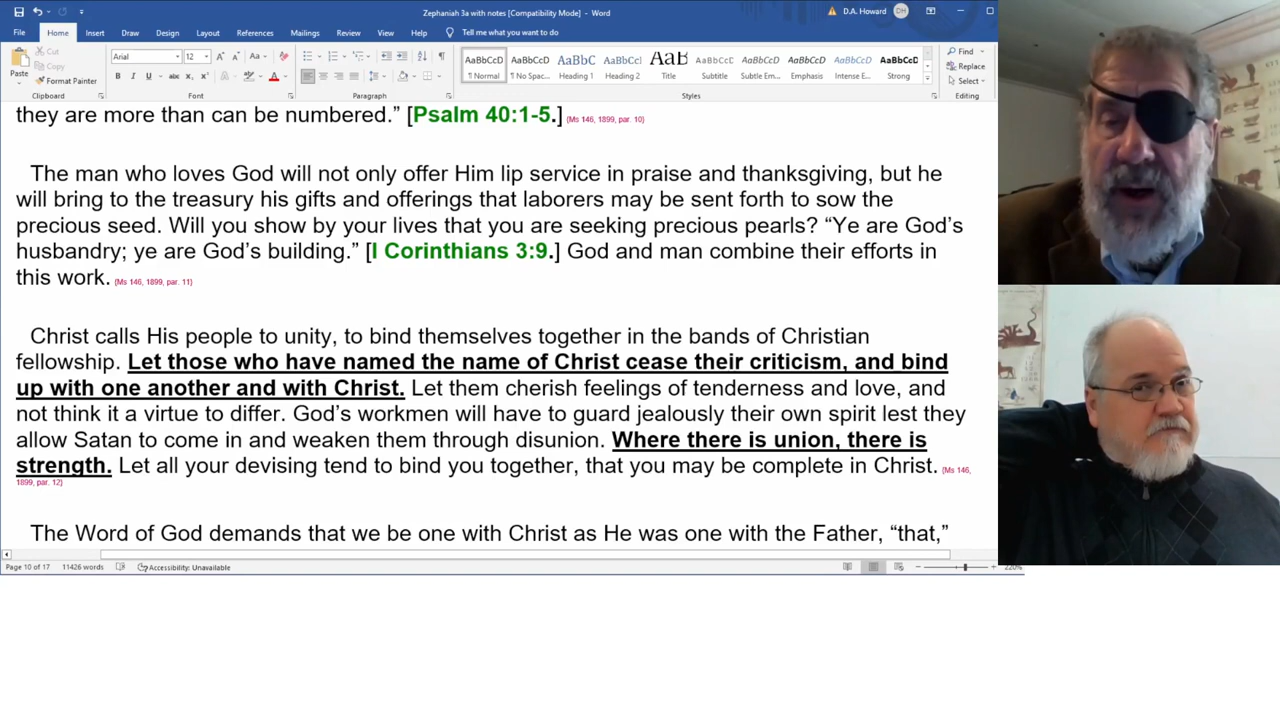 Zephaniah 3a with notes [Compatibility Mode] - Word
D.A. Howard DH
File Home Insert Draw Design Layout References Mailings Review View Help Tell me what you want to do
Paste
Cut
Copy
Format Painter
Clipboard
Arial 12
Font
Paragraph
AaBbCcD AaBbCcD AaBbC AaBbCc AaB AaBbCcD AaBbCcD AaBbCcD AaBbCcD AaBbCcD
¶ Normal ¶ No Spac... Heading 1 Heading 2 Title Subtitle Subtle Em... Emphasis Intense E... Strong
Styles
Find
Replace
Select
Editing
they are more than can be numbered.” [Psalm 40:1-5.] (Ms 146, 1899, par. 10)
The man who loves God will not only offer Him lip service in praise and thanksgiving, but he
will bring to the treasury his gifts and offerings that laborers may be sent forth to sow the
precious seed. Will you show by your lives that you are seeking precious pearls? “Ye are God’s
husbandry; ye are God’s building.” [I Corinthians 3:9.] God and man combine their efforts in
this work. (Ms 146, 1899, par. 11)
Christ calls His people to unity, to bind themselves together in the bands of Christian
fellowship. Let those who have named the name of Christ cease their criticism, and bind
up with one another and with Christ. Let them cherish feelings of tenderness and love, and
not think it a virtue to differ. God’s workmen will have to guard jealously their own spirit lest they
allow Satan to come in and weaken them through disunion. Where there is union, there is
strength. Let all your devising tend to bind you together, that you may be complete in Christ. (Ms 146,
1899, par. 12)
The Word of God demands that we be one with Christ as He was one with the Father, “that,”
Page 10 of 17 11426 words Accessibility: Unavailable 220%